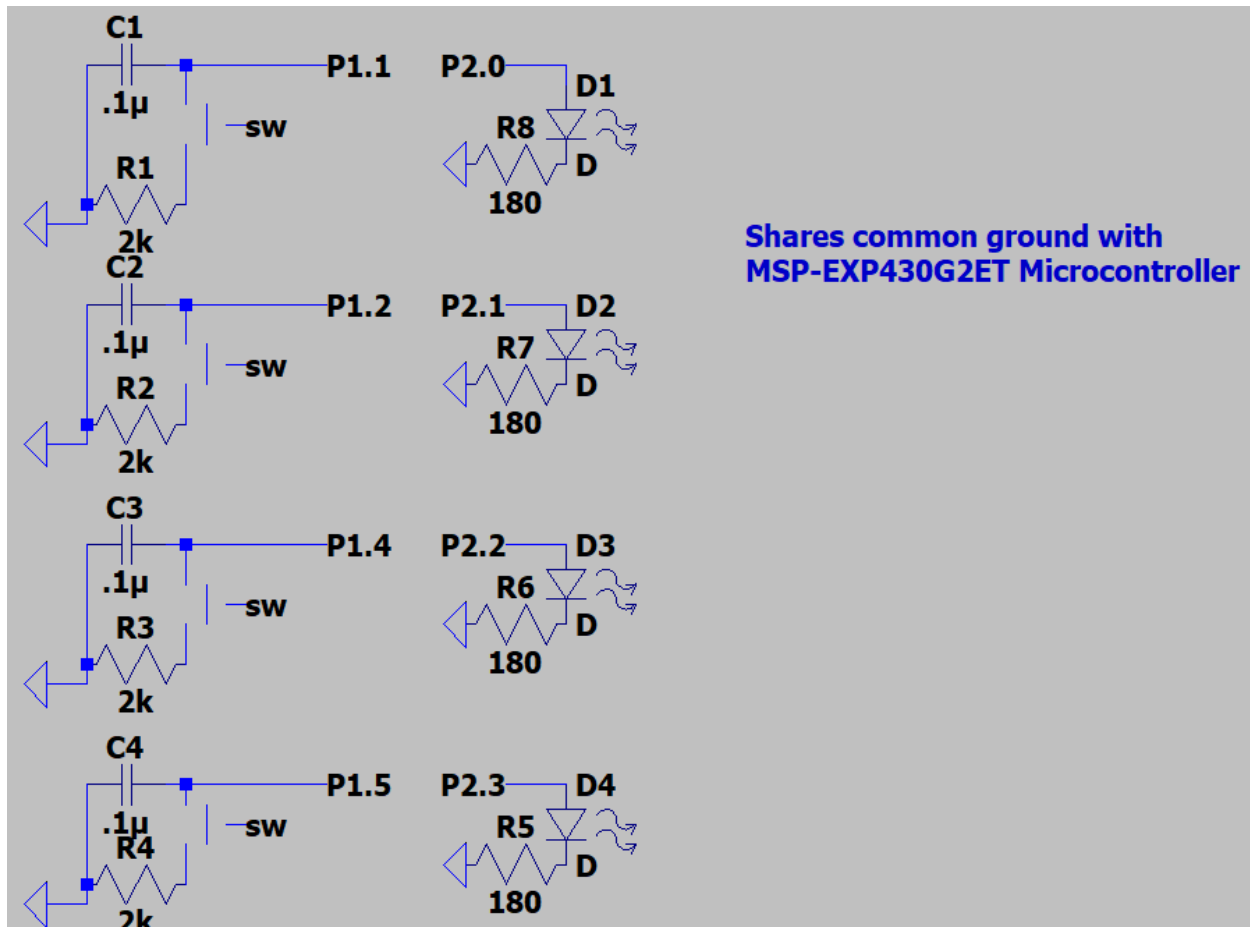 C1
P1.1 P2.0
D1
.1µ
sw
R8
D
R1
180
2k
Shares common ground with
MSP-EXP430G2ET Microcontroller
C2
P1.2 P2.1 D2
.1µ
R7
sw
R2
D
180
2k
C3
P1.4 P2.2 D3
.1µ
R6
sw
R3
D
180
2k
C4
P1.5 P2.3 D4
.1µ
sw
R5
R4
D
180
2k